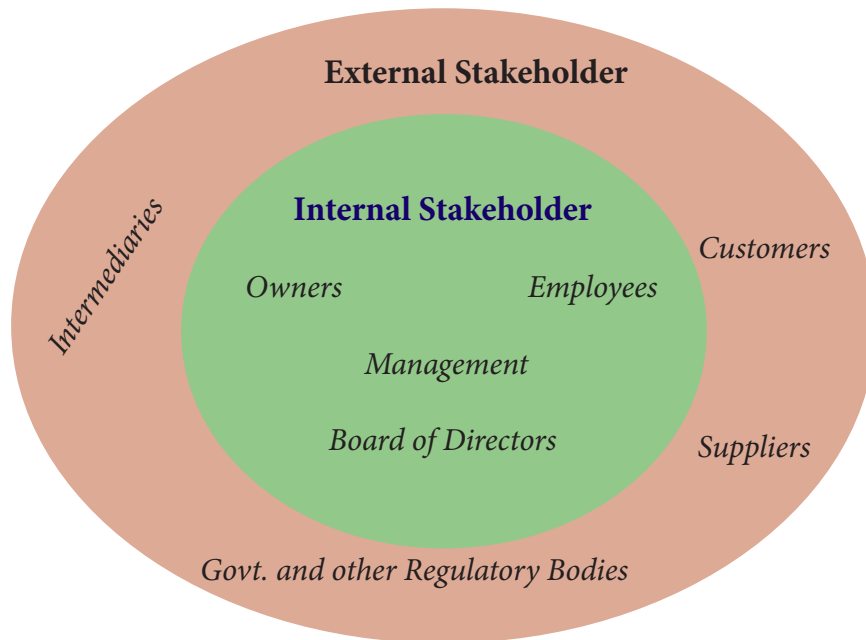 External Stakeholder
Internal Stakeholder
Intermediaries
Customers
Owners
Employees
Management
Board of Directors
Suppliers
Govt. and other Regulatory Bodies